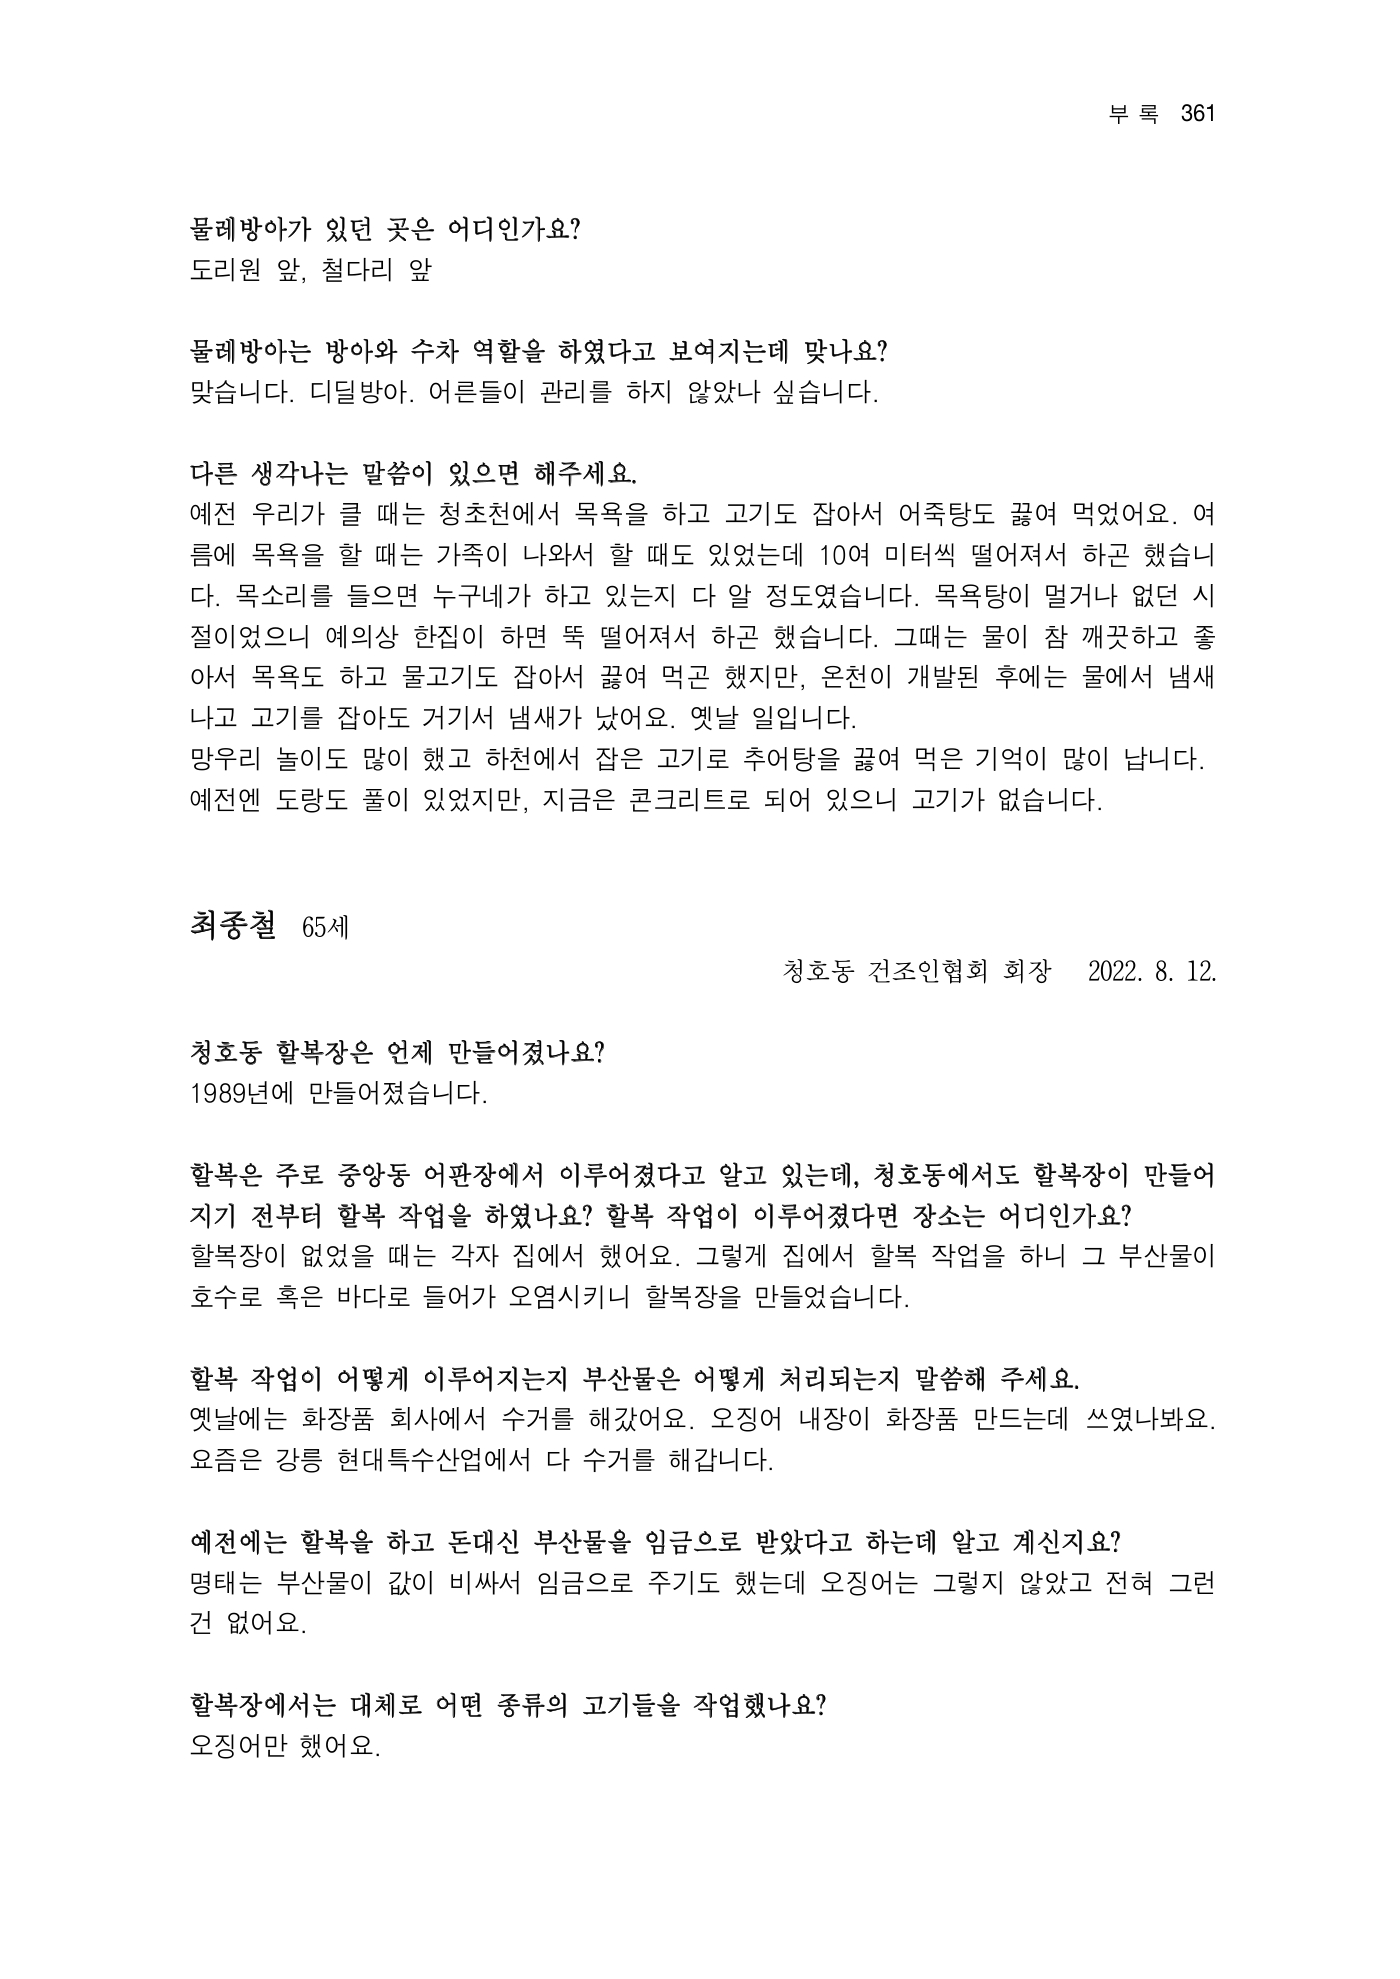 부 록 361
물레방아가 있던 곳은 어디인가요?
도리원 앞, 철다리 앞
물레방아는 방아와 수차 역할을 하였다고 보여지는데 맞나요?
맞습니다. 디딜방아. 어른들이 관리를 하지 않았나 싶습니다.
다른 생각나는 말씀이 있으면 해주세요.
예전 우리가 클 때는 청초천에서 목욕을 하고 고기도 잡아서 어죽탕도 끓여 먹었어요. 여
름에 목욕을 할 때는 가족이 나와서 할 때도 있었는데 10여 미터씩 떨어져서 하곤 했습니
다. 목소리를 들으면 누구네가 하고 있는지 다 알 정도였습니다. 목욕탕이 멀거나 없던 시
절이었으니 예의상 한집이 하면 뚝 떨어져서 하곤 했습니다. 그때는 물이 참 깨끗하고 좋
아서 목욕도 하고 물고기도 잡아서 끓여 먹곤 했지만, 온천이 개발된 후에는 물에서 냄새
나고 고기를 잡아도 거기서 냄새가 났어요. 옛날 일입니다.
망우리 놀이도 많이 했고 하천에서 잡은 고기로 추어탕을 끓여 먹은 기억이 많이 납니다.
예전엔 도랑도 풀이 있었지만, 지금은 콘크리트로 되어 있으니 고기가 없습니다.
최종철 65세
청호동 건조인협회 회장 2022. 8. 12.
청호동 할복장은 언제 만들어졌나요?
1989년에 만들어졌습니다.
할복은 주로 중앙동 어판장에서 이루어졌다고 알고 있는데, 청호동에서도 할복장이 만들어
지기 전부터 할복 작업을 하였나요? 할복 작업이 이루어졌다면 장소는 어디인가요?
할복장이 없었을 때는 각자 집에서 했어요. 그렇게 집에서 할복 작업을 하니 그 부산물이
호수로 혹은 바다로 들어가 오염시키니 할복장을 만들었습니다.
할복 작업이 어떻게 이루어지는지 부산물은 어떻게 처리되는지 말씀해 주세요.
옛날에는 화장품 회사에서 수거를 해갔어요. 오징어 내장이 화장품 만드는데 쓰였나봐요.
요즘은 강릉 현대특수산업에서 다 수거를 해갑니다.
예전에는 할복을 하고 돈대신 부산물을 임금으로 받았다고 하는데 알고 계신지요?
명태는 부산물이 값이 비싸서 임금으로 주기도 했는데 오징어는 그렇지 않았고 전혀 그런
건 없어요.
할복장에서는 대체로 어떤 종류의 고기들을 작업했나요?
오징어만 했어요.